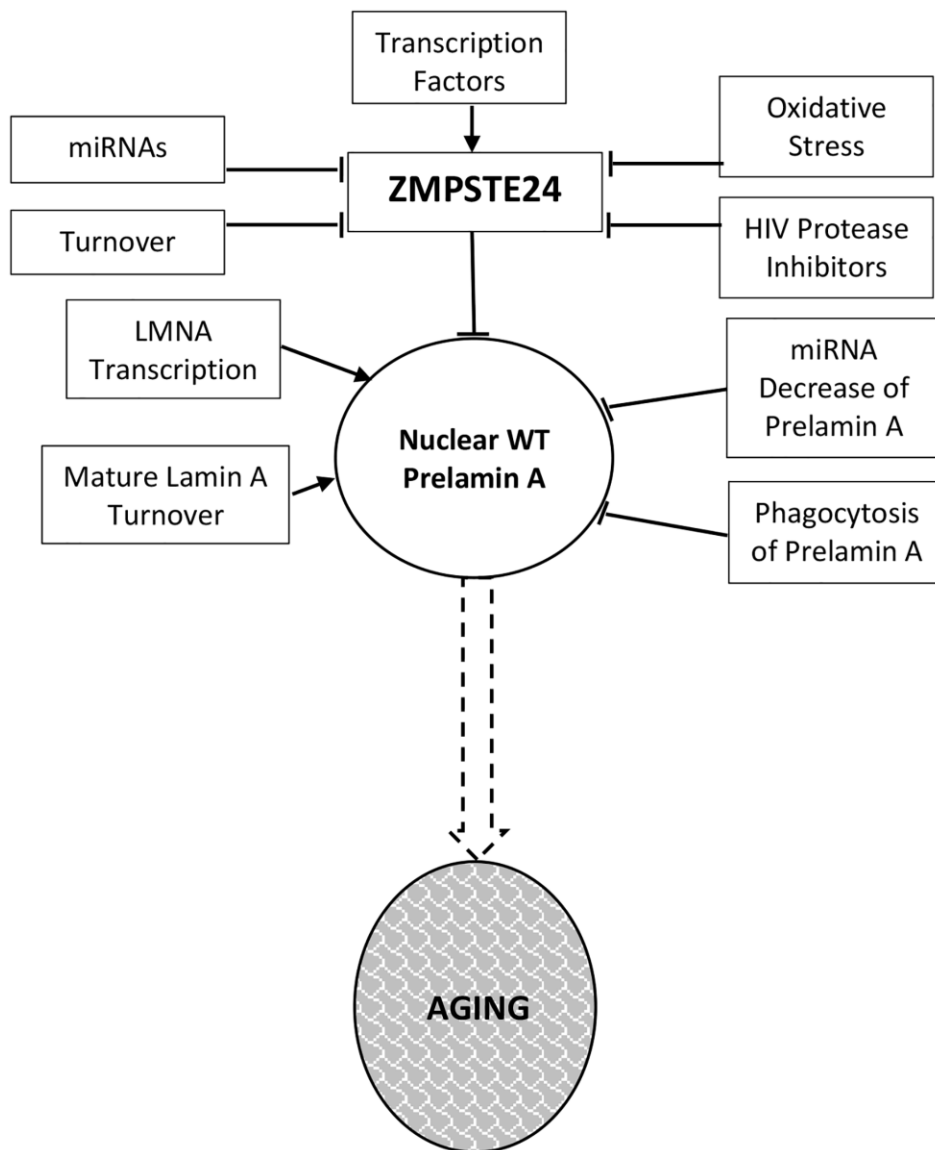 Transcription
Factors
miRNAs
Oxidative
Stress
ZMPSTE24
Turnover
HIV Protease
Inhibitors
LMNA
Transcription
miRNA
Decrease of
Prelamin A
Nuclear WT
Prelamin A
Mature Lamin A
Turnover
Phagocytosis
of Prelamin A
AGING